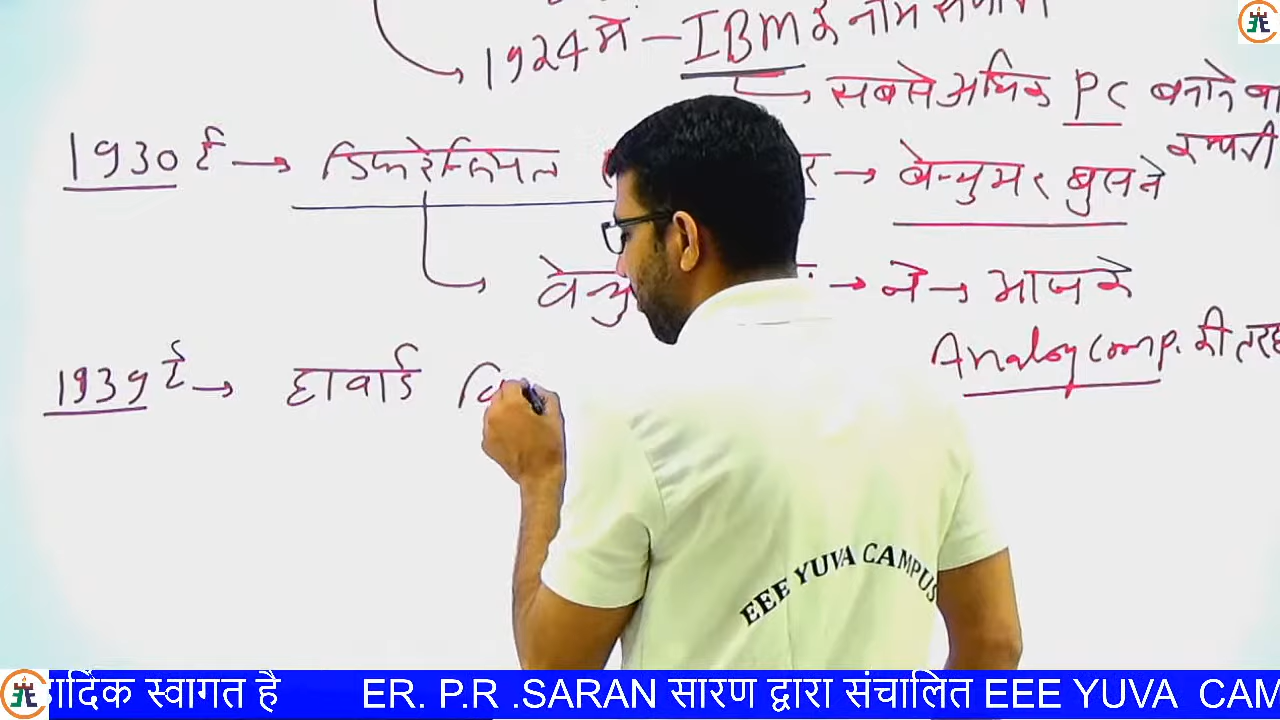 1924 में — IBM के नाम
सबसे अधिक PC बनाने
कम्पनी
1930 ई → डिफरेन्सियल → वेन्युमर बुसने
→ ने → आज के
Analog comp. की तरह
1939 ई → हावार्ड
EEE YUVA CAMPUS
हार्दिक स्वागत है ER. P.R .SARAN सारण द्वारा संचालित EEE YUVA CAM